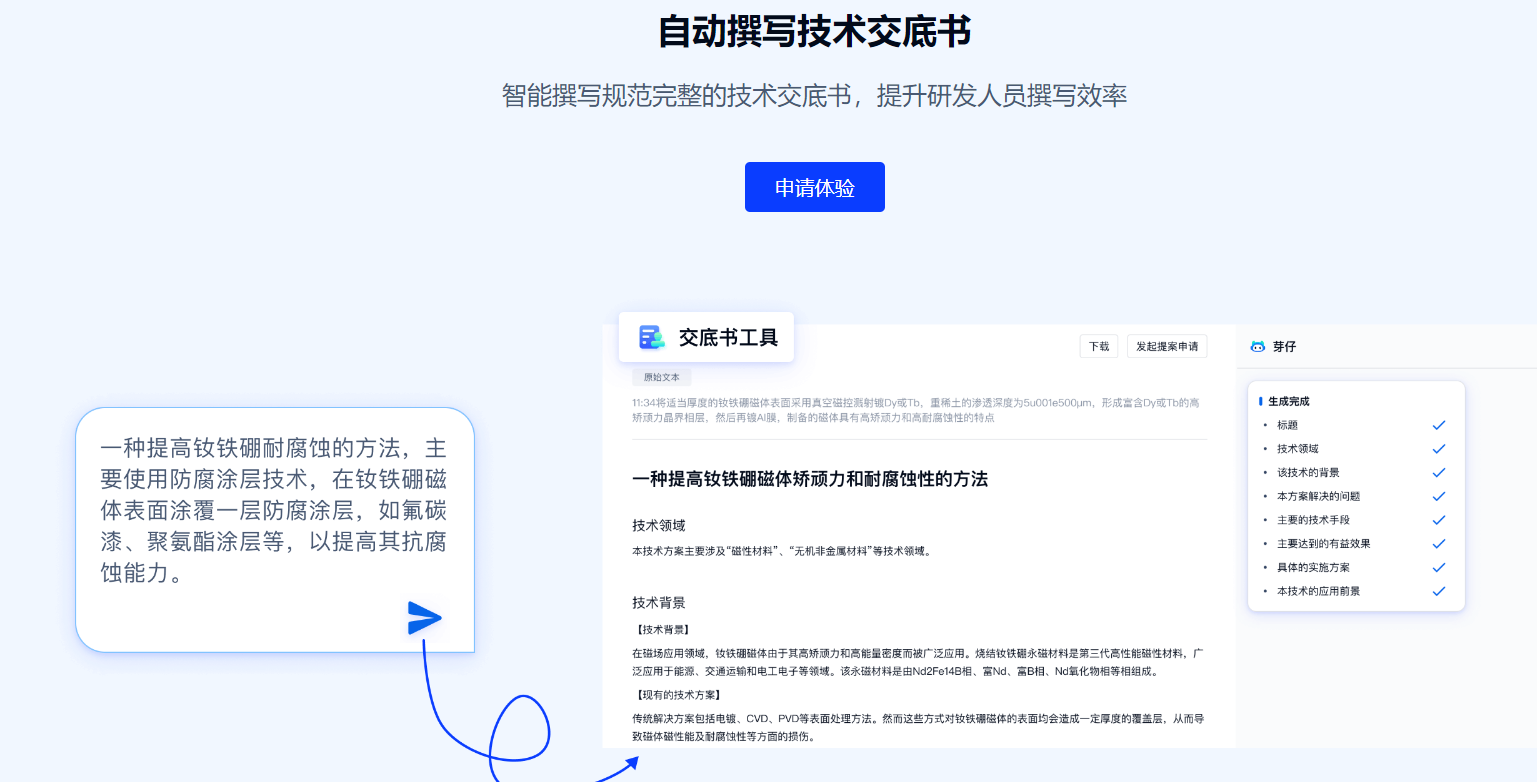 自动撰写技术交底书
智能撰写规范完整的技术交底书，提升研发人员撰写效率
申请体验
一种提高钕铁硼耐腐蚀的方法，主
要使用防腐涂层技术，在钕铁硼磁
体表面涂覆一层防腐涂层，如氟碳
漆、聚氨酯涂层等，以提高其抗腐
蚀能力。
交底书工具
下载
发起提案申请
原始文本
11:34将适当厚度的钕铁硼磁体表面采用真空磁控溅射镀Dy或Tb，重稀土的渗透深度为5u001e500μm，形成富含Dy或Tb的高
矫顽力晶界相层，然后再镀Al膜，制备的磁体具有高矫顽力和高耐腐蚀性的特点
一种提高钕铁硼磁体矫顽力和耐腐蚀性的方法
技术领域
本技术方案主要涉及“磁性材料”、“无机非金属材料”等技术领域。
技术背景
【技术背景】
在磁场应用领域，钕铁硼磁体由于其高矫顽力和高能量密度而被广泛应用。烧结钕铁硼永磁材料是第三代高性能磁性材料，广
泛应用于能源、交通运输和电工电子等领域。该永磁材料是由Nd2Fe14B相、富Nd、富B相、Nd氧化物相等相组成。
【现有的技术方案】
传统解决方案包括电镀、CVD、PVD等表面处理方法。然而这些方式对钕铁硼磁体的表面均会造成一定厚度的覆盖层，从而导
致磁体磁性能及耐腐蚀性等方面的损伤。
芽仔
生成完成
• 标题
• 技术领域
• 该技术的背景
• 本方案解决的问题
• 主要的技术手段
• 主要达到的有益效果
• 具体的实施方案
• 本技术的应用前景